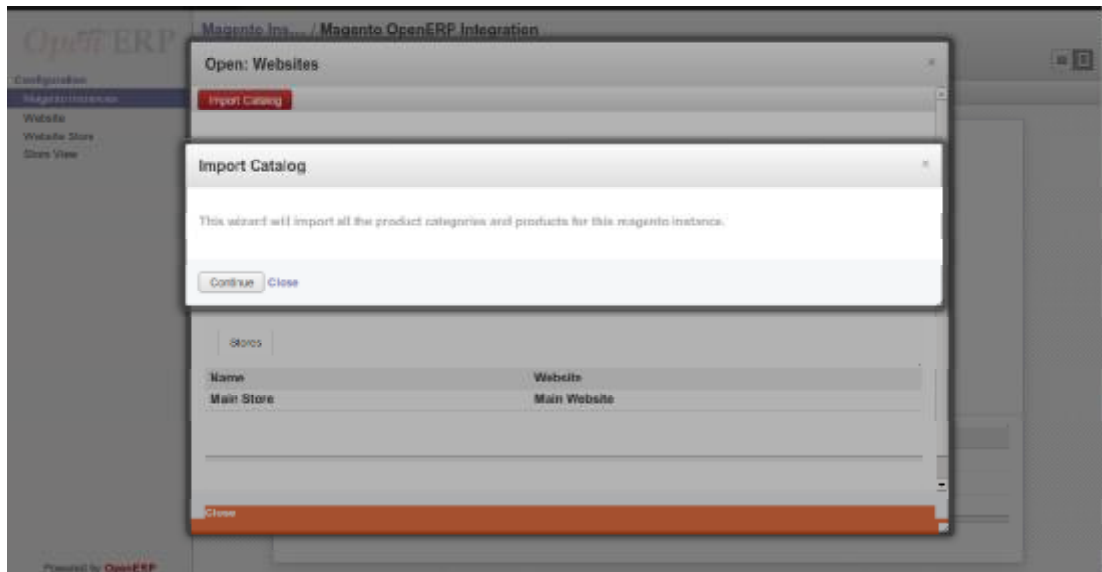 Open ERP
Magento Ins... / Magento OpenERP Integration
Open: Websites
Configuration
Magento Instances
Import Catalog
Website
Website Store
Store View
Import Catalog
This wizard will import all the product categories and products for this magento instance.
Continue Close
Stores
Name Website
Main Store Main Website
Close
Powered by OpenERP